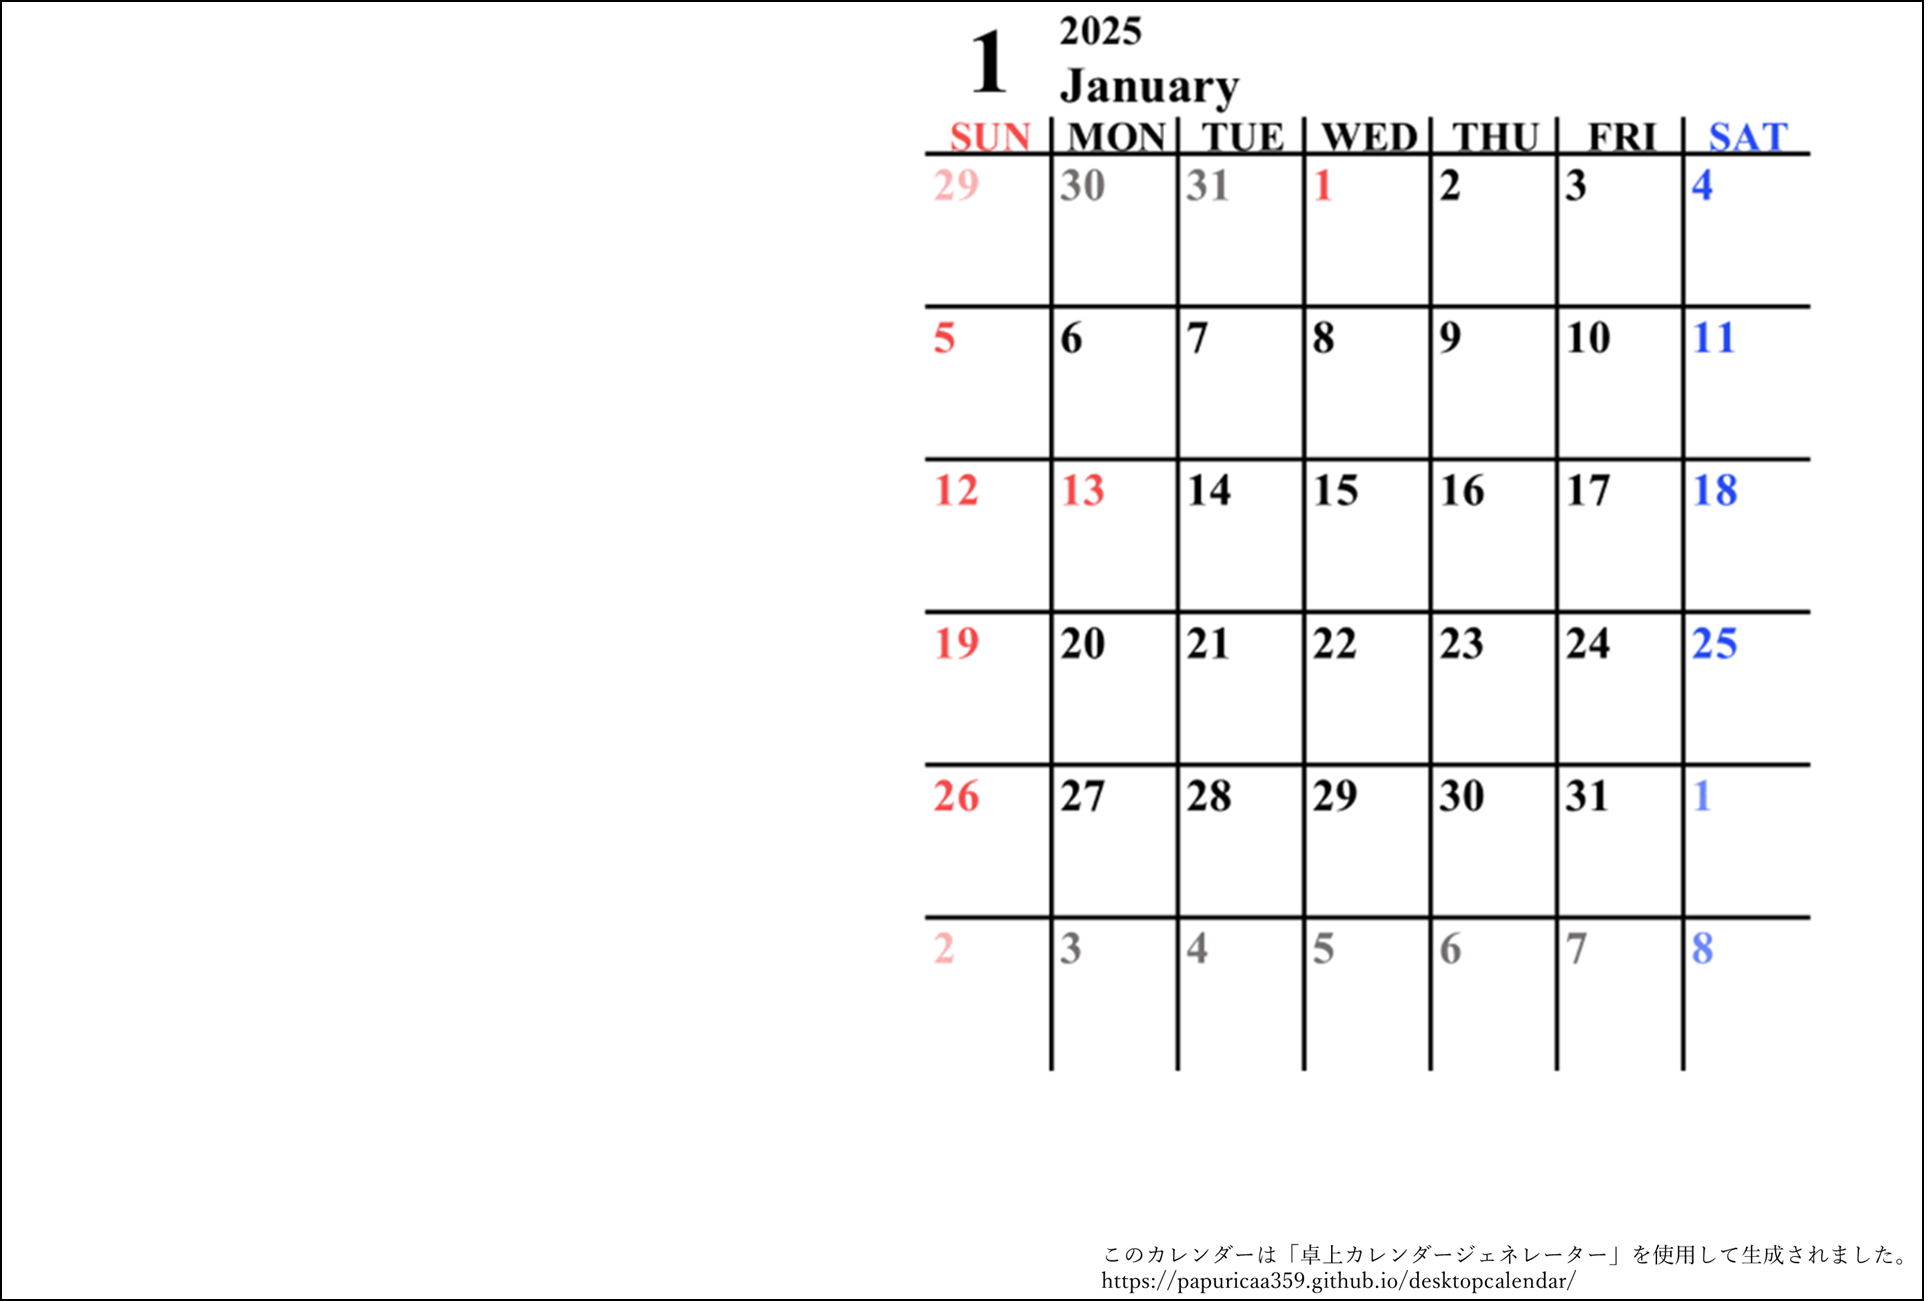 1
2025
January
SUN MON TUE WED THU FRI SAT
29 30 31 1 2 3 4
5 6 7 8 9 10 11
12 13 14 15 16 17 18
19 20 21 22 23 24 25
26 27 28 29 30 31 1
2 3 4 5 6 7 8
このカレンダーは「卓上カレンダージェネレーター」を使用して生成されました。
https://papuricaa359.github.io/desktopcalendar/